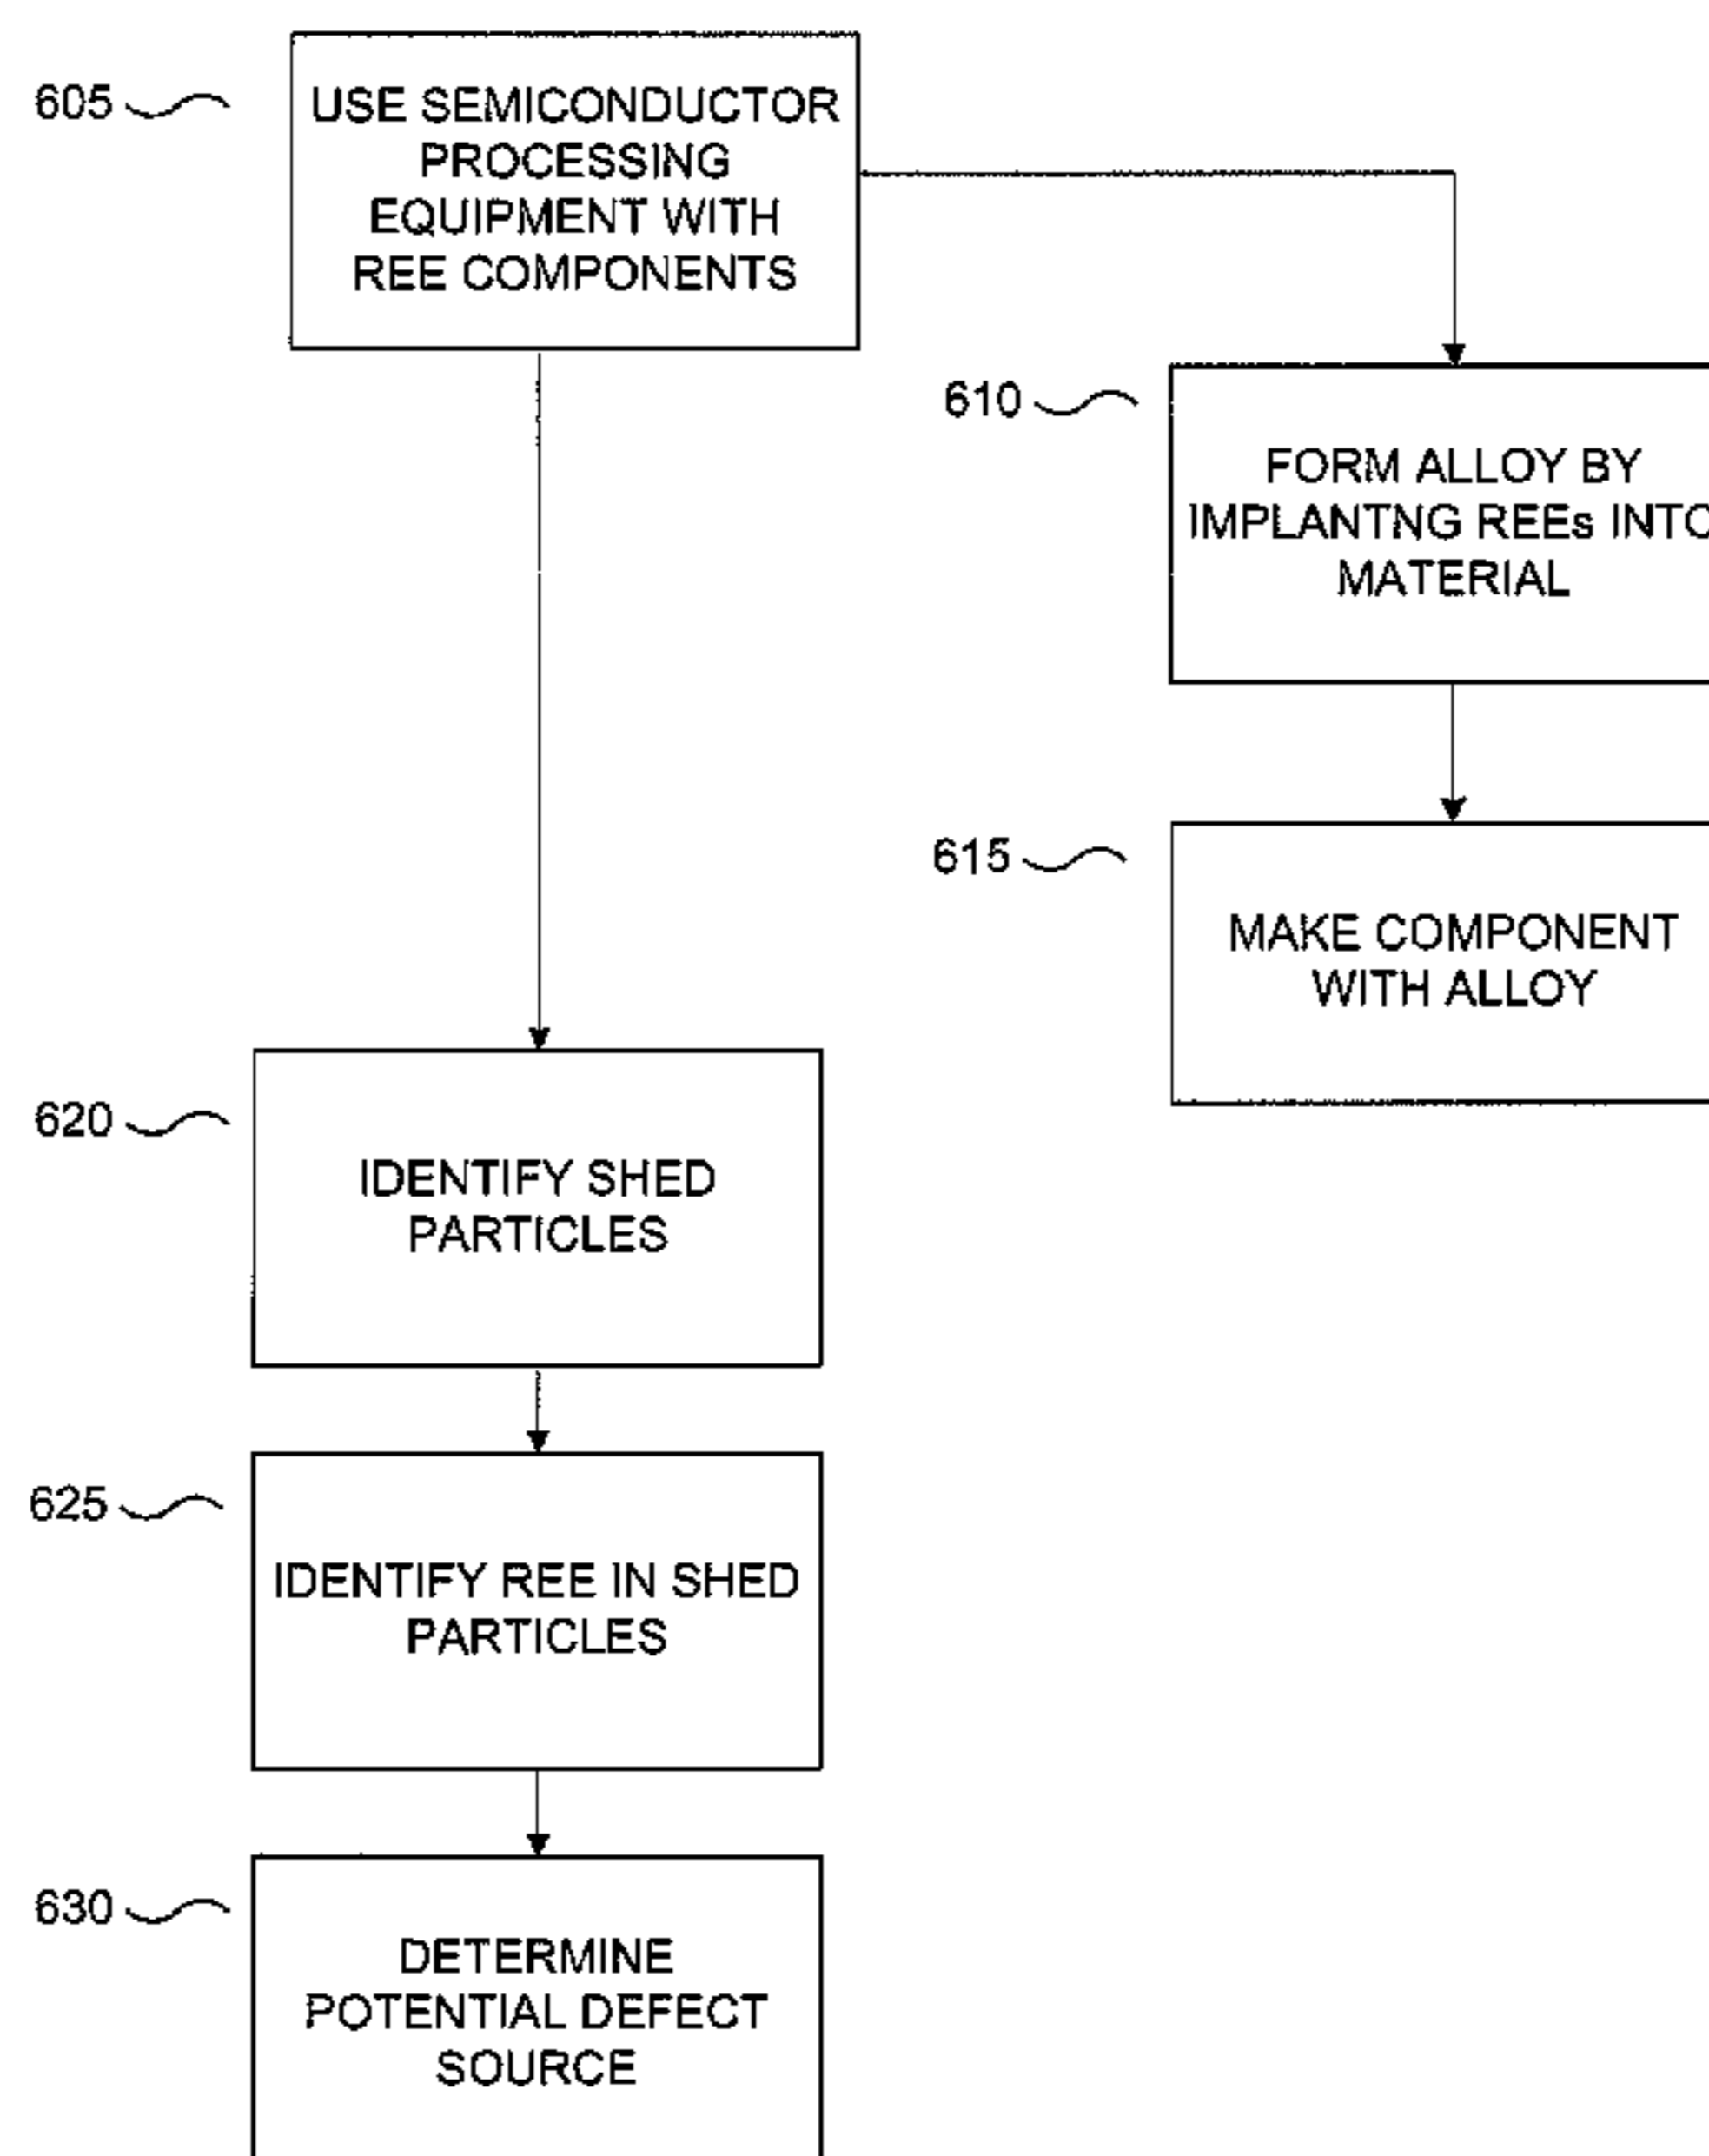 605
USE SEMICONDUCTOR
PROCESSING
EQUIPMENT WITH
REE COMPONENTS
610
FORM ALLOY BY
IMPLANTNG REEs INTO
MATERIAL
615
MAKE COMPONENT
WITH ALLOY
620
IDENTIFY SHED
PARTICLES
625
IDENTIFY REE IN SHED
PARTICLES
630
DETERMINE
POTENTIAL DEFECT
SOURCE